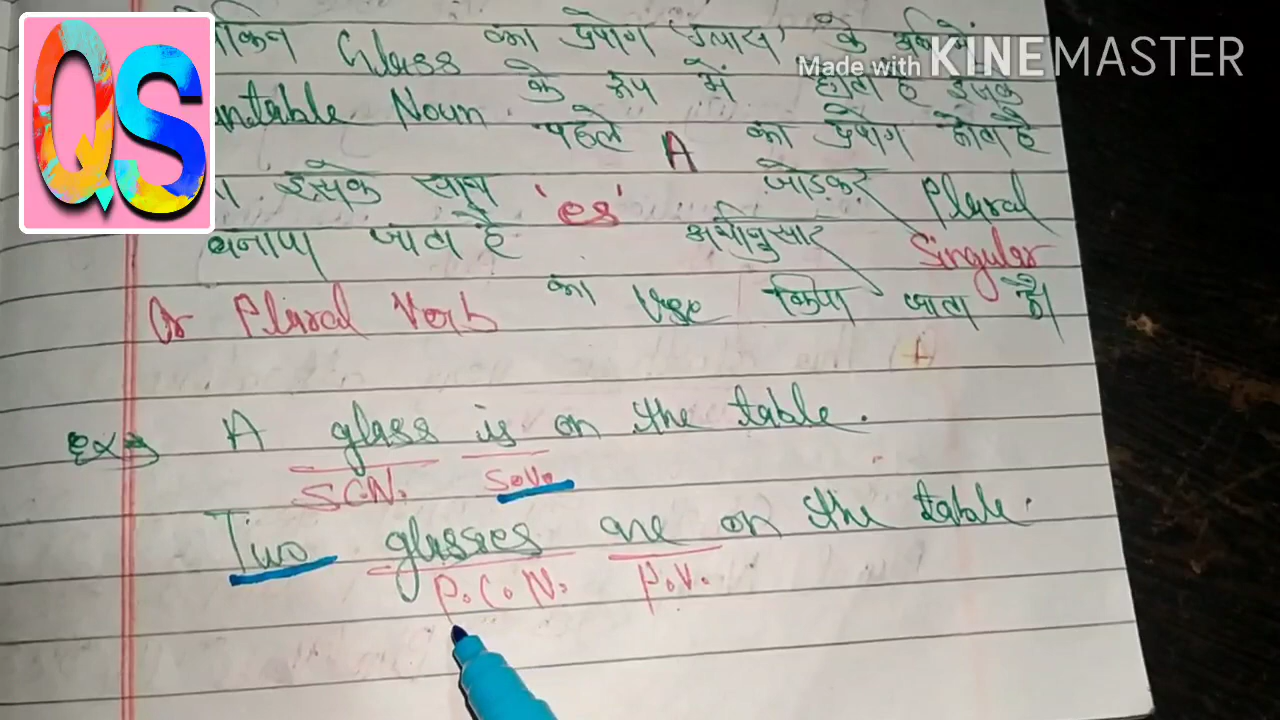 QS
Made with KINEMASTER
Glass का प्रयोग 'ग्लास' के अर्थ में
Noun के रूप में होता है इसके
पहले A का प्रयोग होता है
इसके साथ 'es' जोड़कर Plural
बनाया जाता है अर्थानुसार Singular
Or Plural Verb का Use किया जाता है।
Ex→ A glass is on the table.
S.C.N. S.V.
Two glasses are on the table.
P.C.N. P.V.